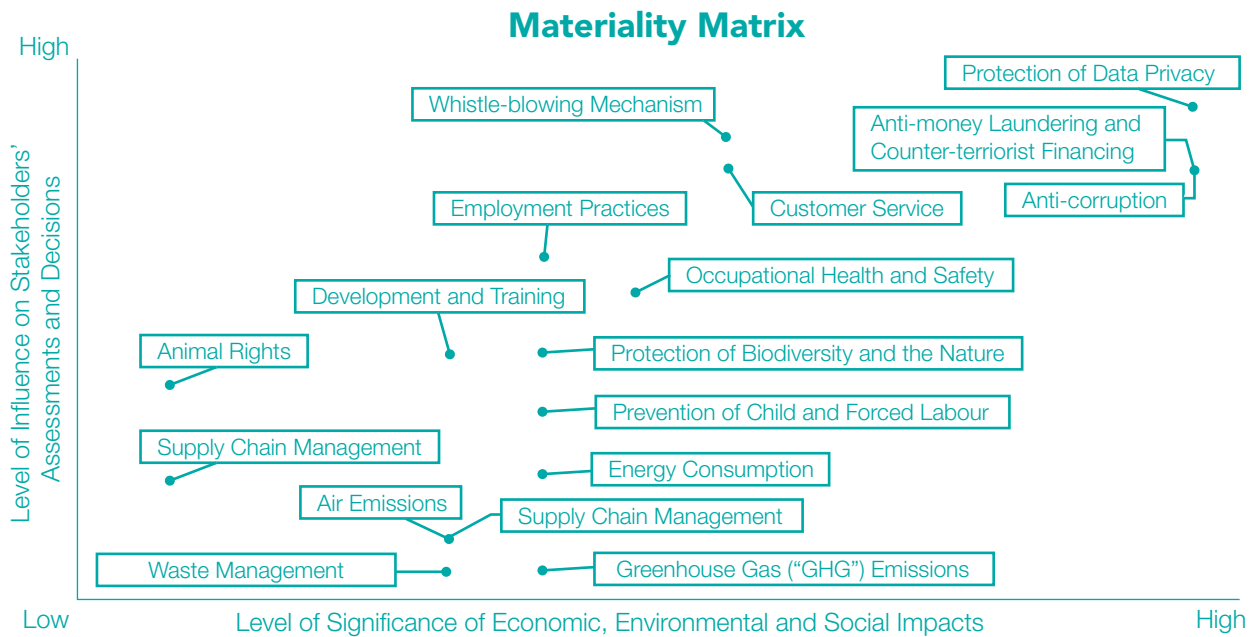 Materiality Matrix
High
Protection of Data Privacy
Whistle-blowing Mechanism
Anti-money Laundering and
Counter-terriorist Financing
Anti-corruption
Employment Practices
Customer Service
Level of Influence on Stakeholders’
Assessments and Decisions
Occupational Health and Safety
Development and Training
Animal Rights
Protection of Biodiversity and the Nature
Prevention of Child and Forced Labour
Supply Chain Management
Energy Consumption
Air Emissions
Supply Chain Management
Waste Management
Greenhouse Gas (“GHG”) Emissions
Low
Level of Significance of Economic, Environmental and Social Impacts
High